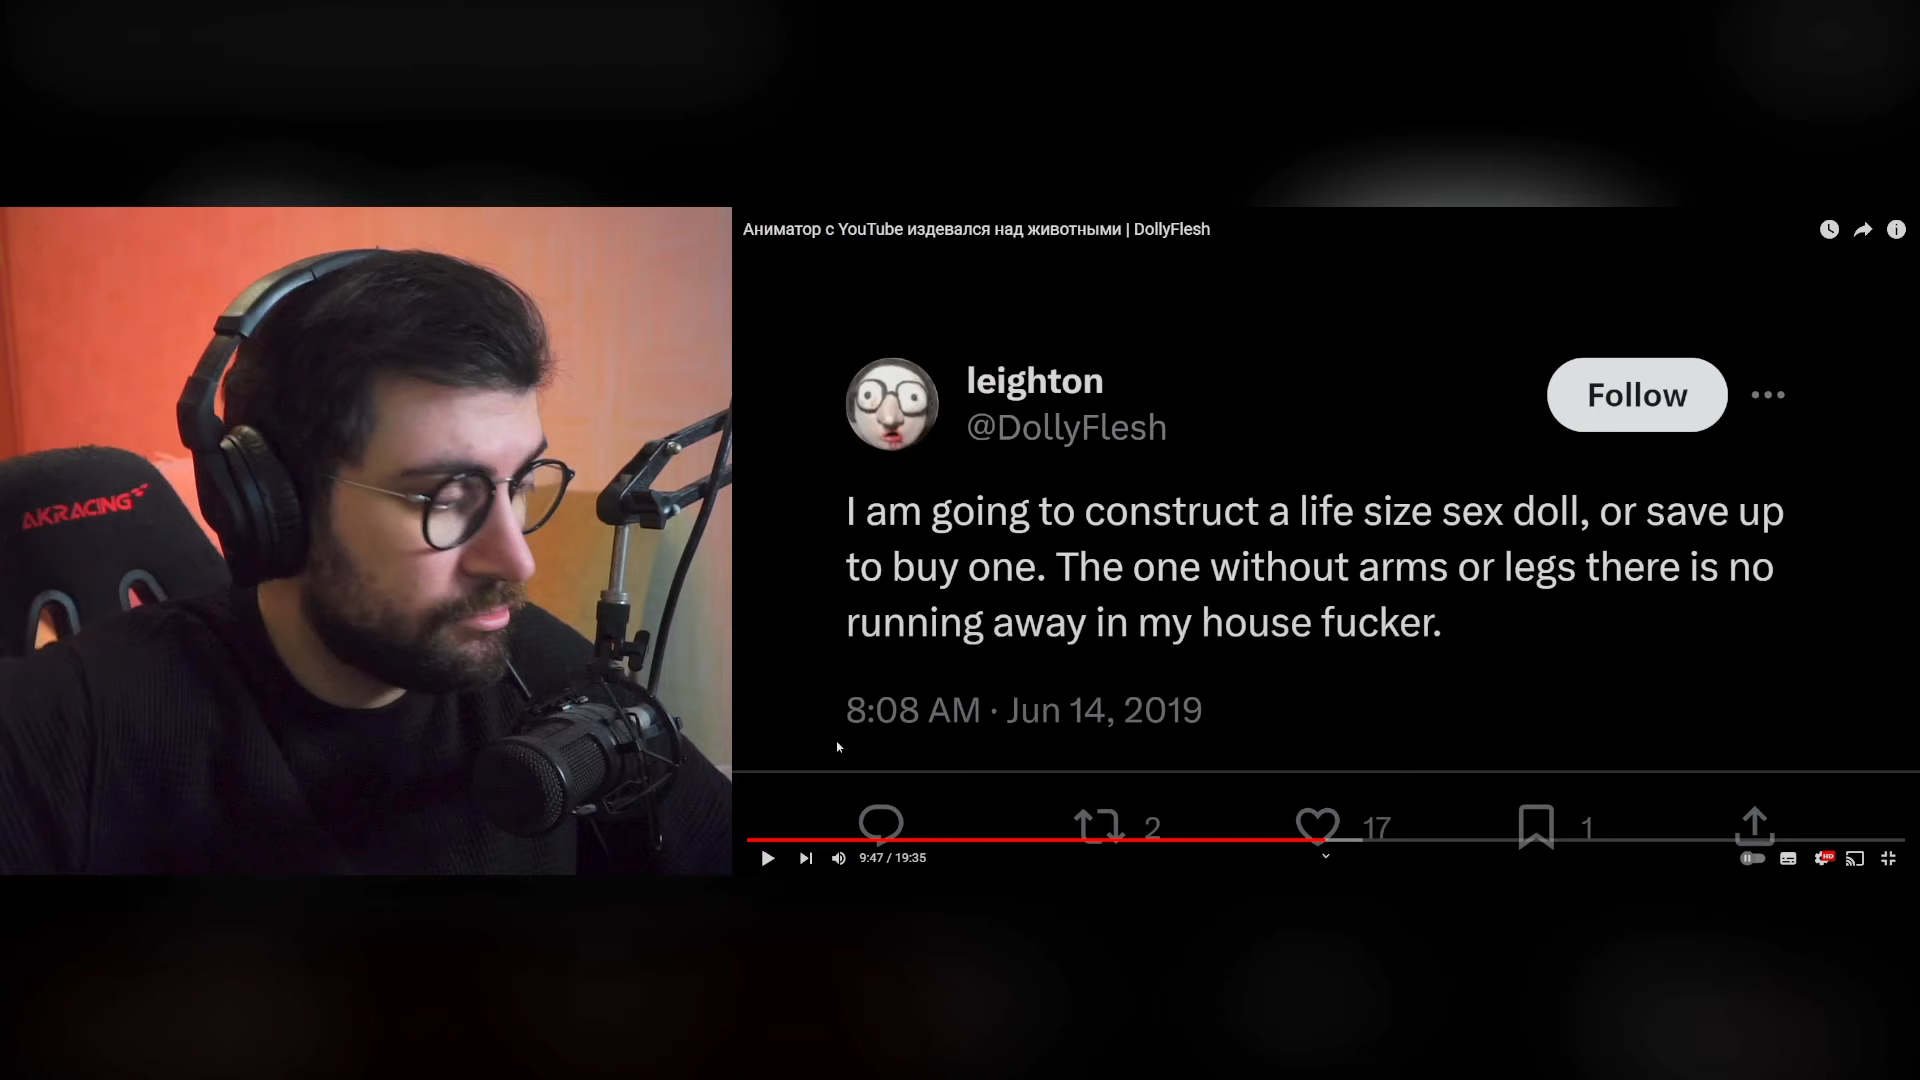 Аниматор с YouTube издевался над животными | DollyFlesh
AKRACING
leighton
@DollyFlesh
Follow
I am going to construct a life size sex doll, or save up
to buy one. The one without arms or legs there is no
running away in my house fucker.
8:08 AM · Jun 14, 2019
2
17
1
9:47 / 19:35
HD